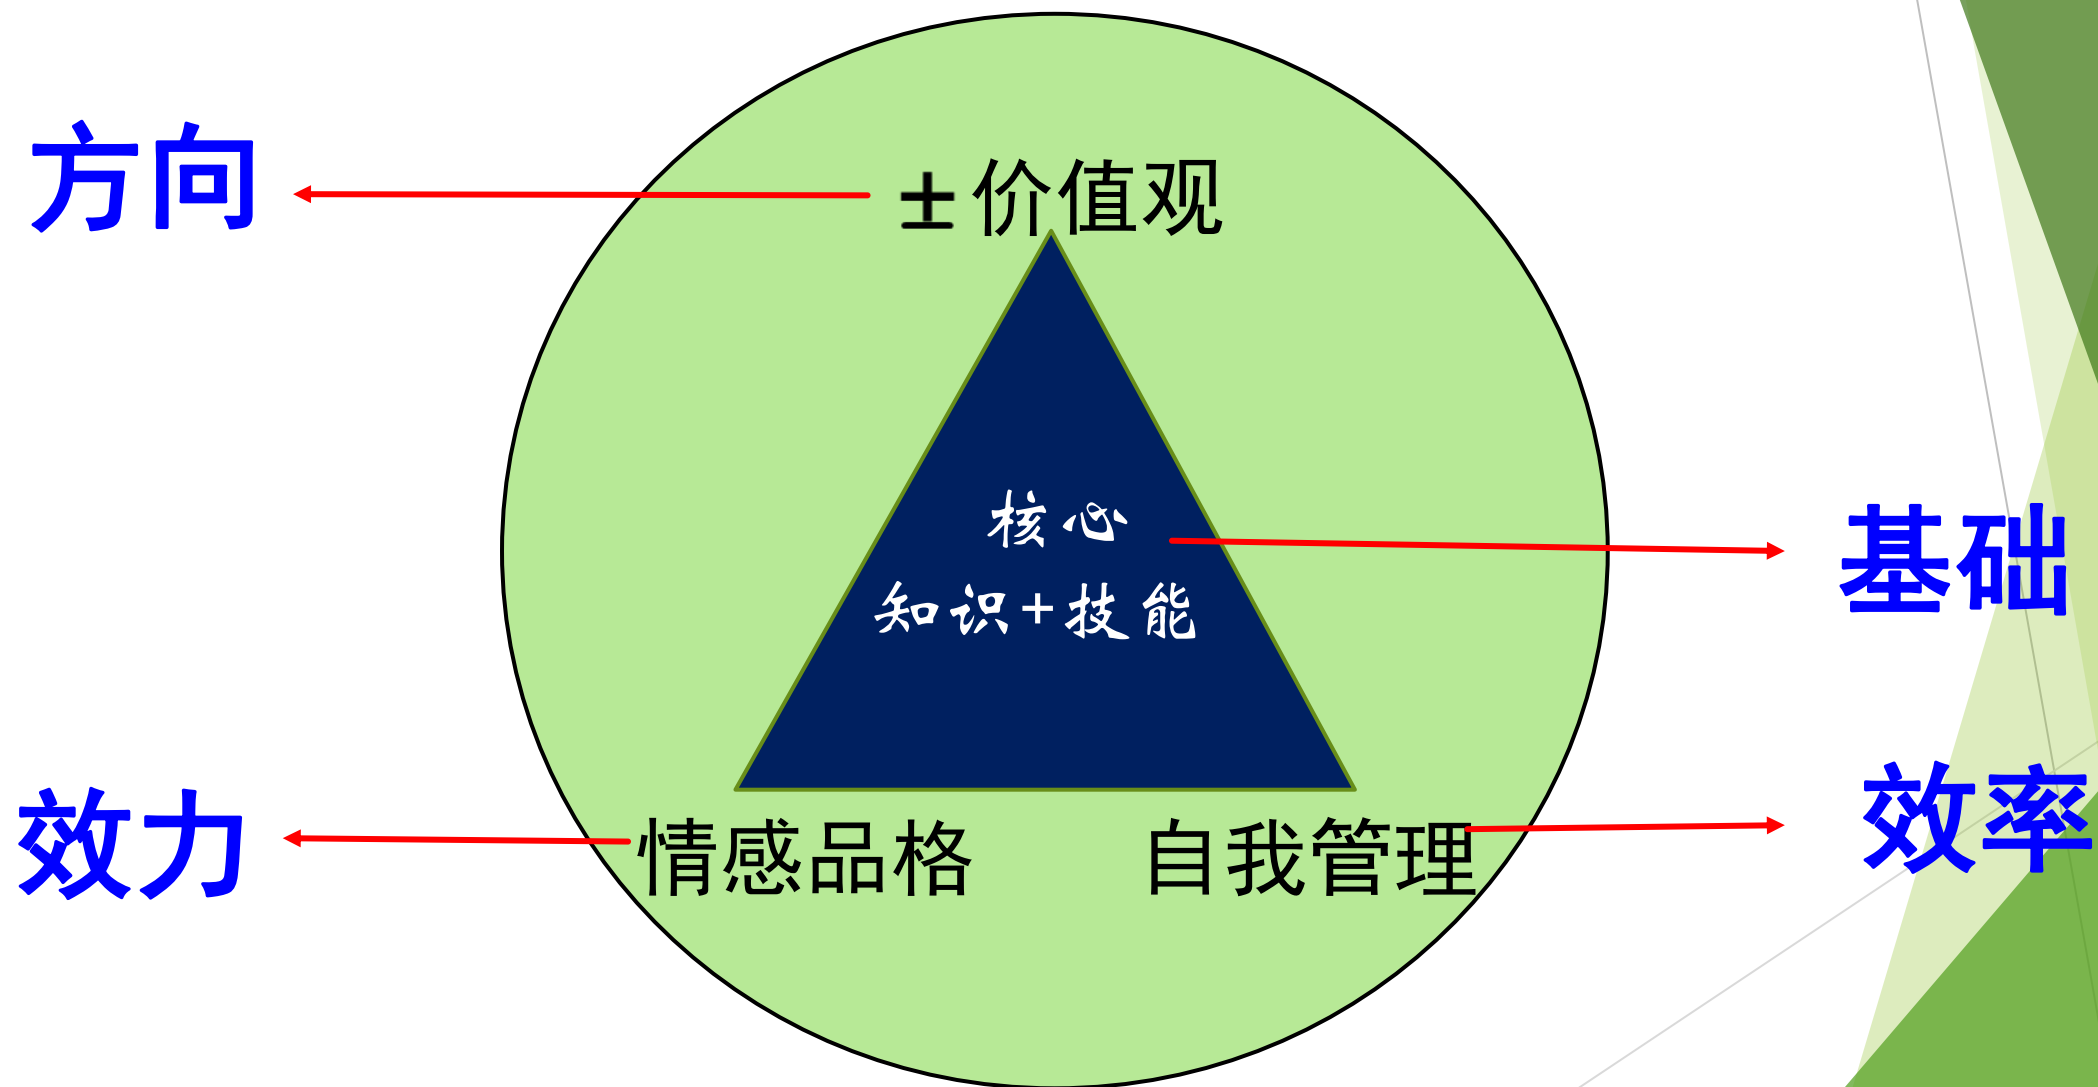 方向
±价值观
核心
知识+技能
基础
效力
情感品格
自我管理
效率